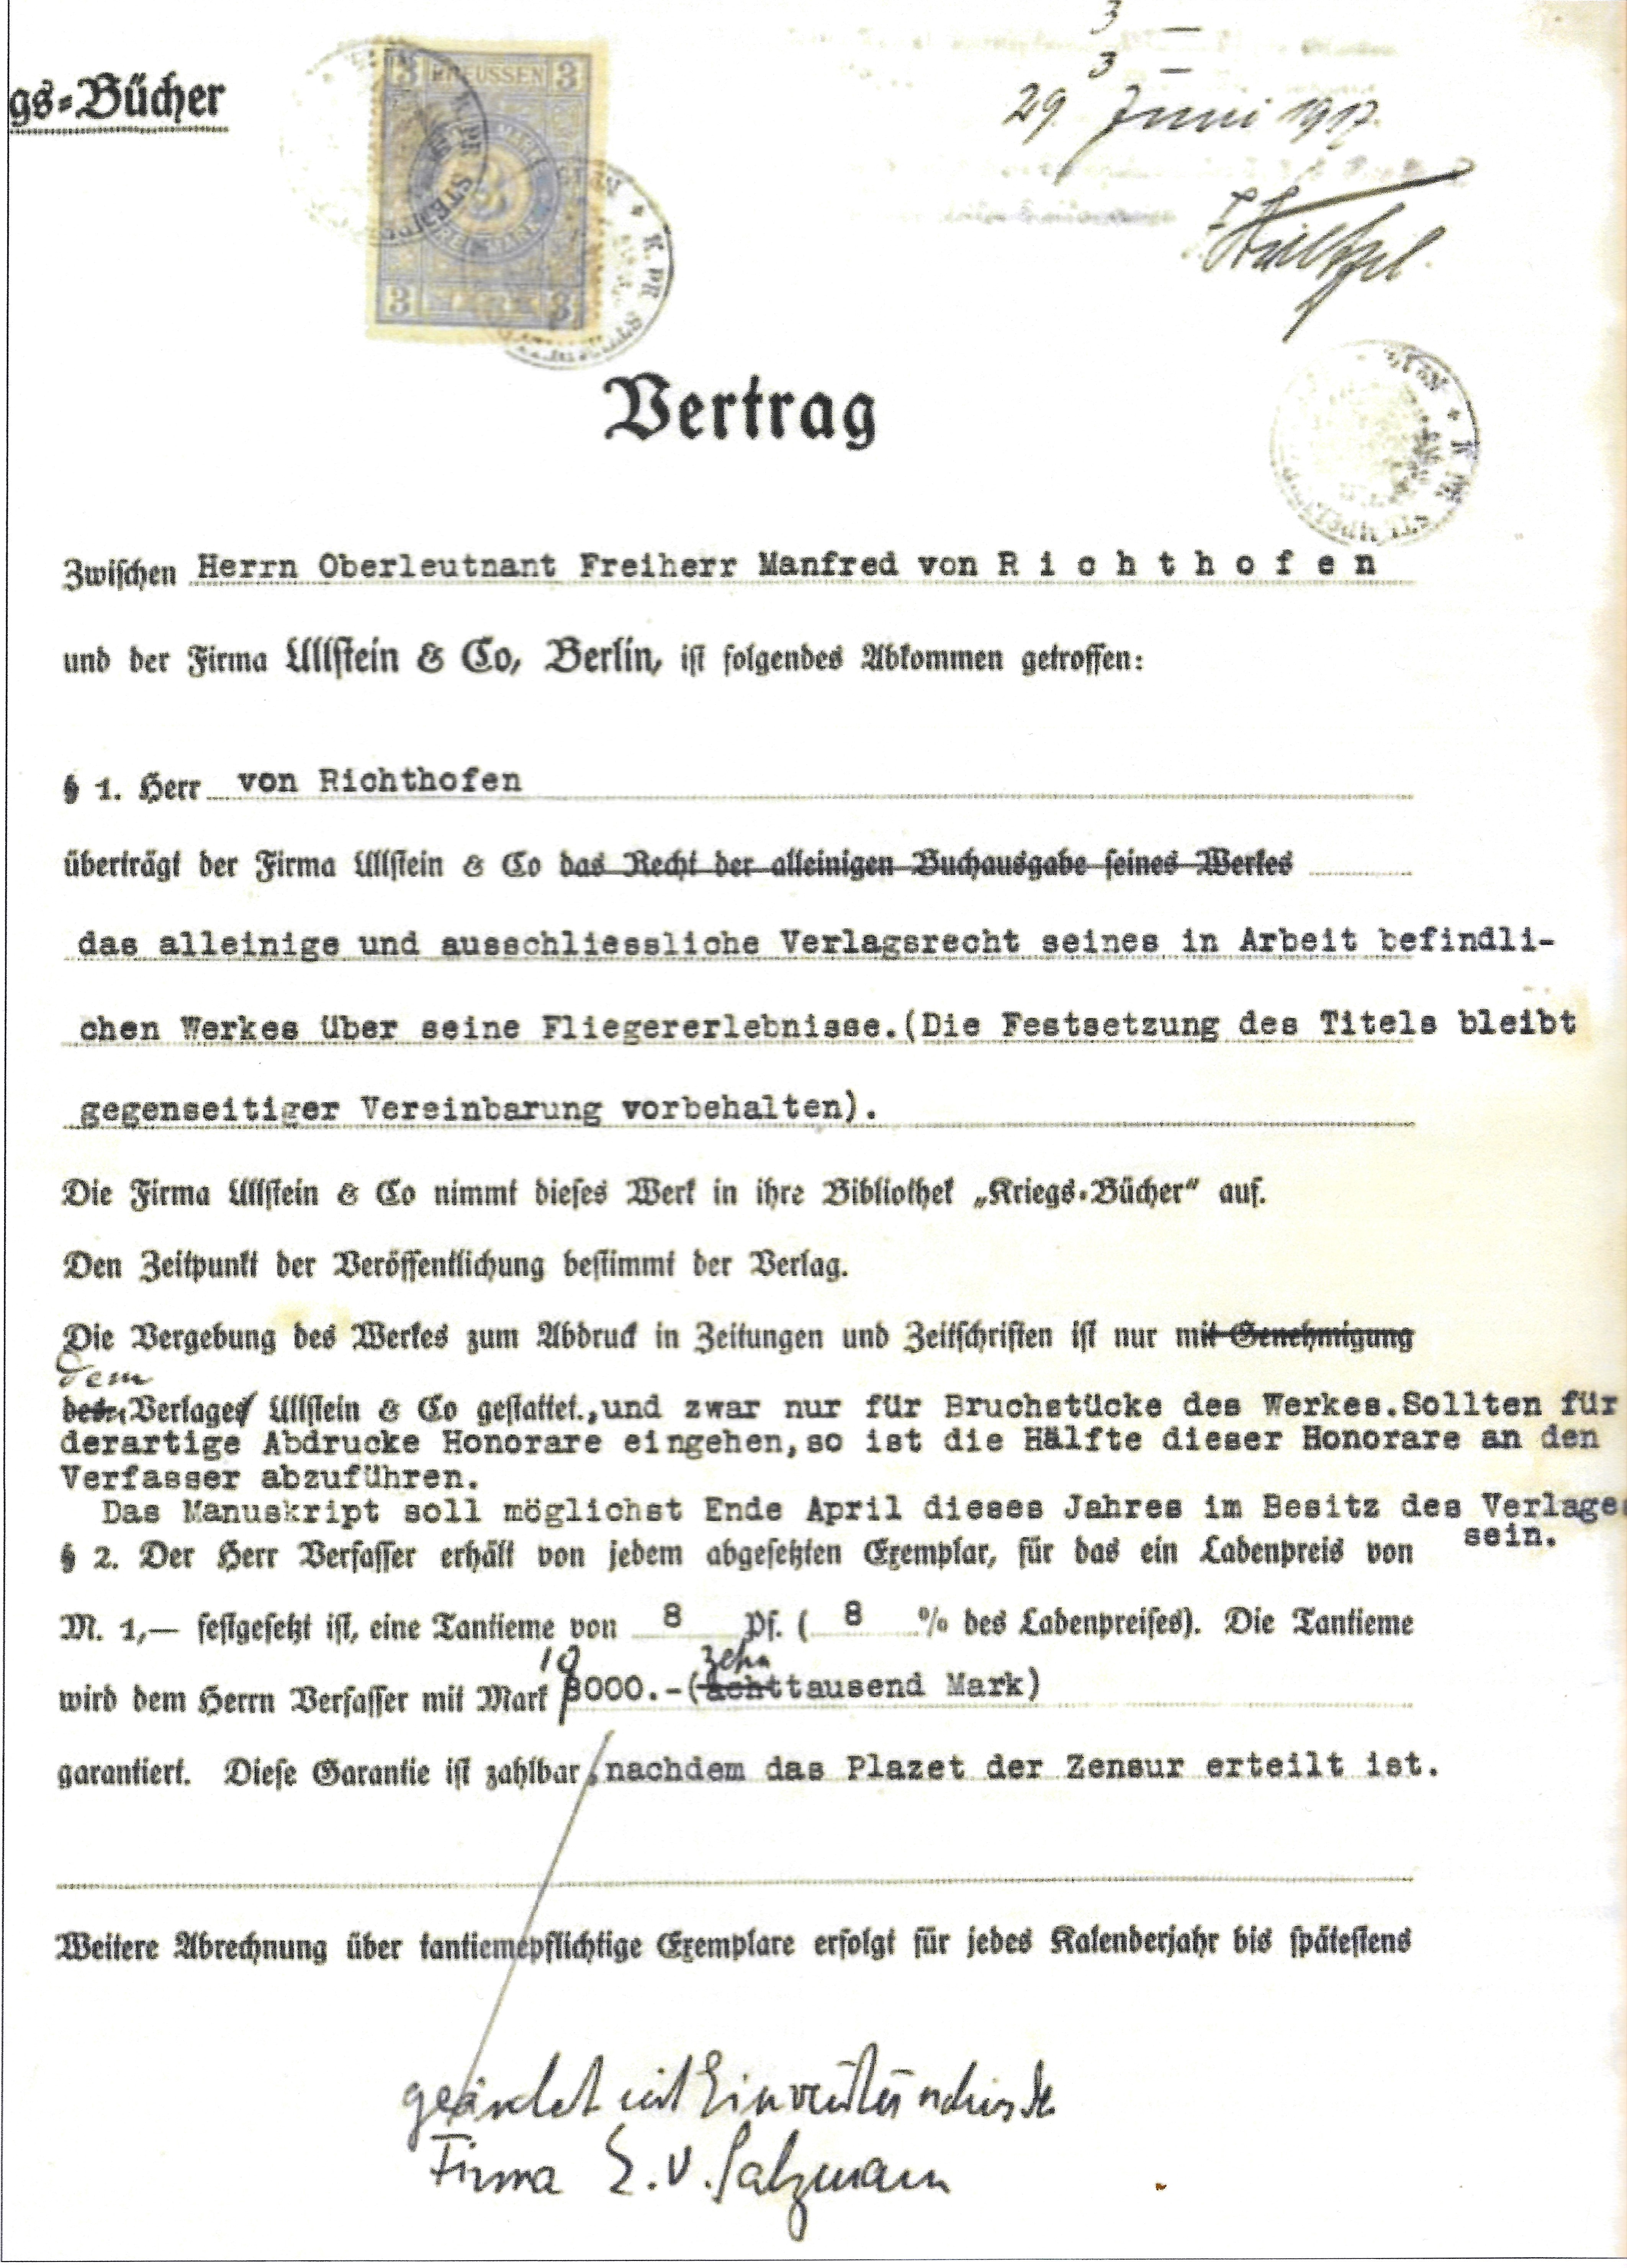 3 —
3 —
29. Juni 1917.
gs-Bücher
3 PREUSSEN 3
3 3
K. PR
Vertrag
Zwischen Herrn Oberleutnant Freiherr Manfred von R i c h t h o f e n
und der Firma Ullstein & Co, Berlin, ist folgendes Abkommen getroffen:
§ 1. Herr von Richthofen
überträgt der Firma Ullstein & Co das Recht der alleinigen Buchausgabe seines Werkes
das alleinige und ausschliessliche Verlagsrecht seines in Arbeit befindli-
chen Werkes über seine Fliegererlebnisse.(Die Festsetzung des Titels bleibt
gegenseitiger Vereinbarung vorbehalten).
Die Firma Ullstein & Co nimmt dieses Werk in ihre Bibliothek „Kriegs-Bücher“ auf.
Den Zeitpunkt der Veröffentlichung bestimmt der Verlag.
Die Vergebung des Werkes zum Abdruck in Zeitungen und Zeitschriften ist nur mit Genehmigung
dem
des Verlages Ullstein & Co gestattet.,und zwar nur für Bruchstücke des Werkes.Sollten für
derartige Abdrucke Honorare eingehen,so ist die Hälfte dieser Honorare an den
Verfasser abzuführen.
Das Manuskript soll möglichst Ende April dieses Jahres im Besitz des Verlages
sein.
§ 2. Der Herr Verfasser erhält von jedem abgesetzten Exemplar, für das ein Ladenpreis von
M. 1,— festgesetzt ist, eine Tantieme von 8 Pf. ( 8 % des Ladenpreises). Die Tantieme
10 zehn
wird dem Herrn Verfasser mit Mark 8000.-(achttausend Mark)
garantiert. Diese Garantie ist zahlbar,nachdem das Plazet der Zensur erteilt ist.
Weitere Abrechnung über tantiemepflichtige Exemplare erfolgt für jedes Kalenderjahr bis spätestens
geändert mit Einverständnis der
Firma E. v. Salzmann